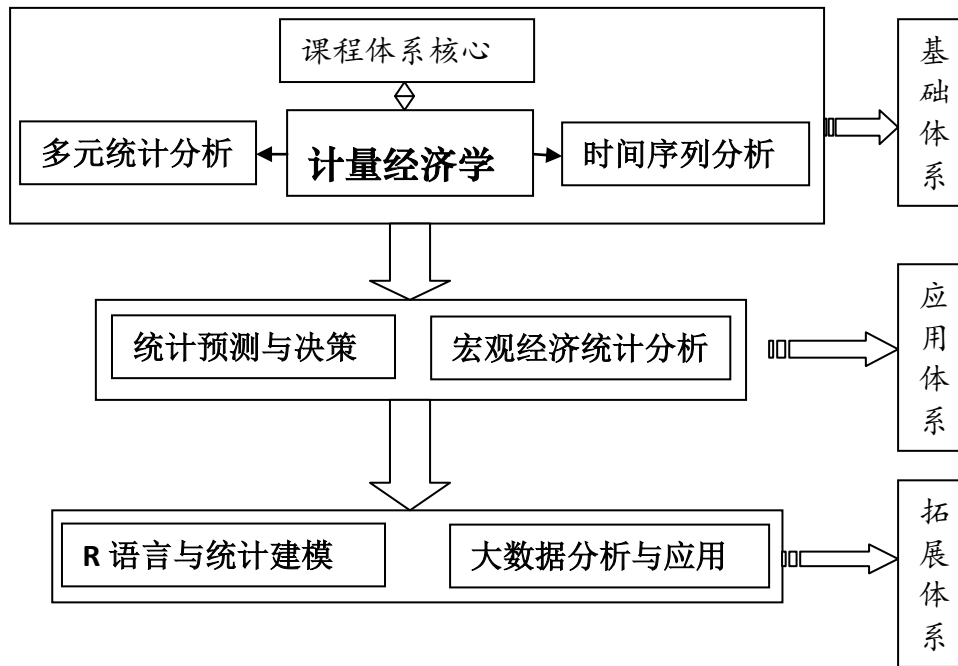 课程体系核心
多元统计分析
计量经济学
时间序列分析
基础体系
统计预测与决策
宏观经济统计分析
应用体系
R 语言与统计建模
大数据分析与应用
拓展体系